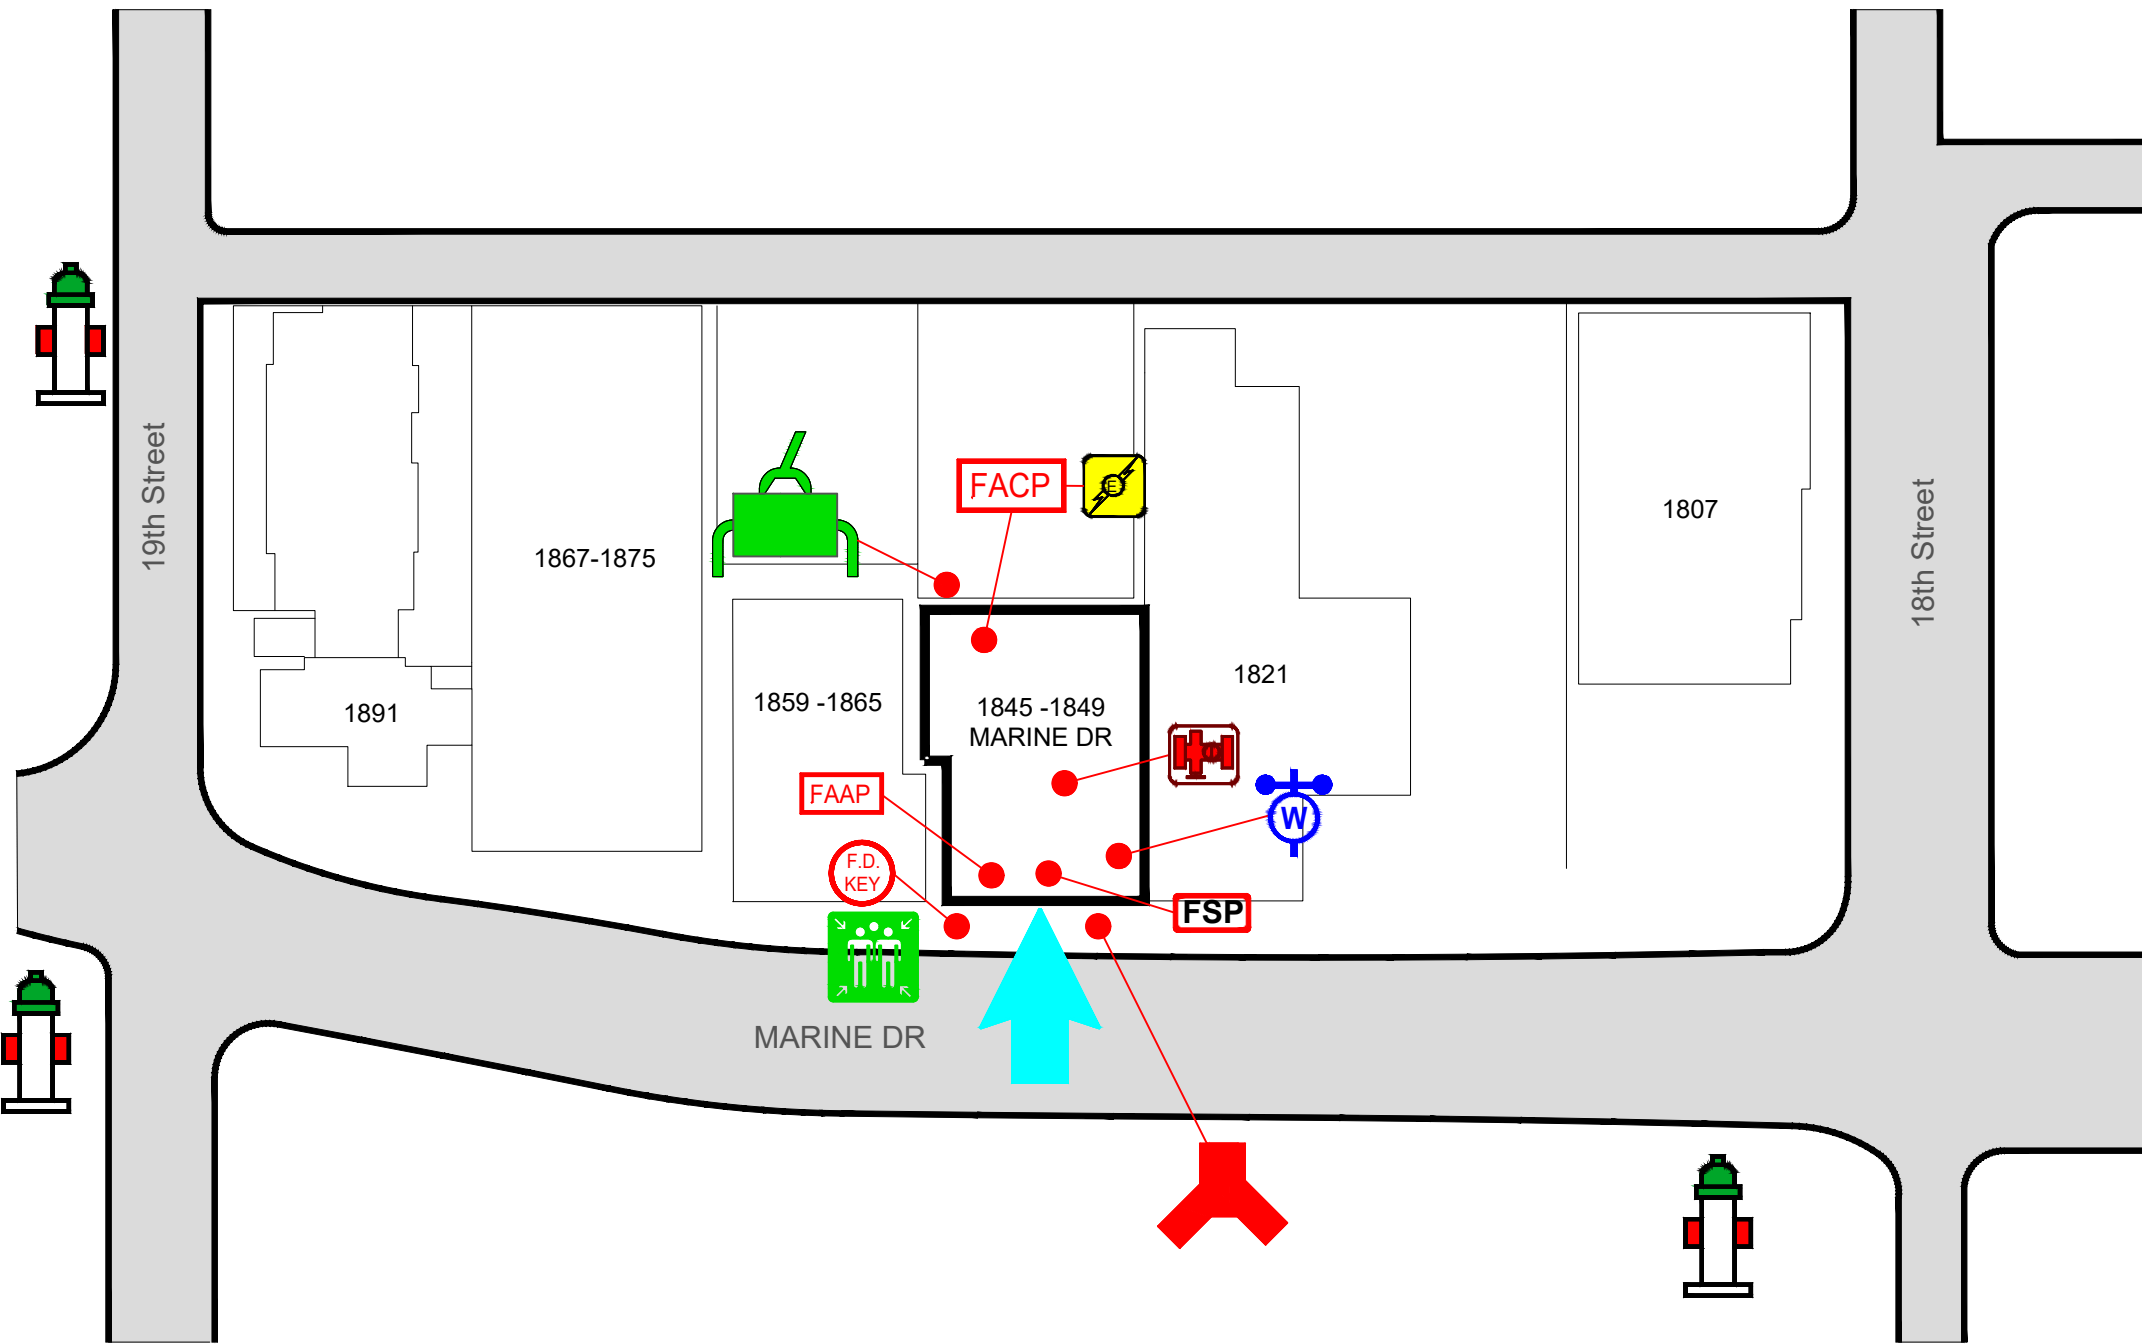 19th Street
18th Street
FACP
E
1807
1867-1875
1821
1859 -1865
1845 -1849
MARINE DR
1891
FAAP
W
F.D.
KEY
FSP
MARINE DR